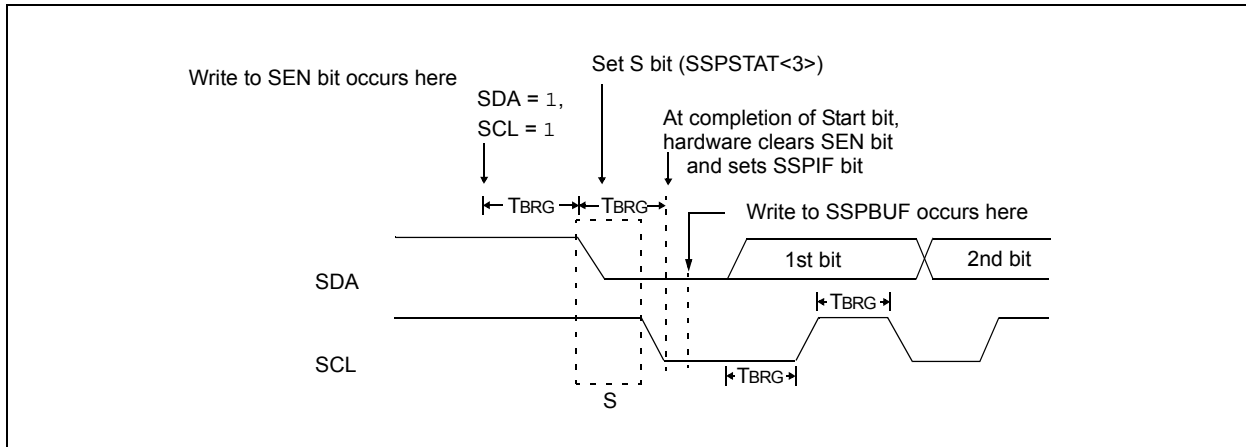 Set S bit (SSPSTAT<3>)
Write to SEN bit occurs here
SDA = 1,
SCL = 1
At completion of Start bit,
hardware clears SEN bit
and sets SSPIF bit
TBRG
TBRG
Write to SSPBUF occurs here
1st bit
2nd bit
SDA
TBRG
SCL
TBRG
S